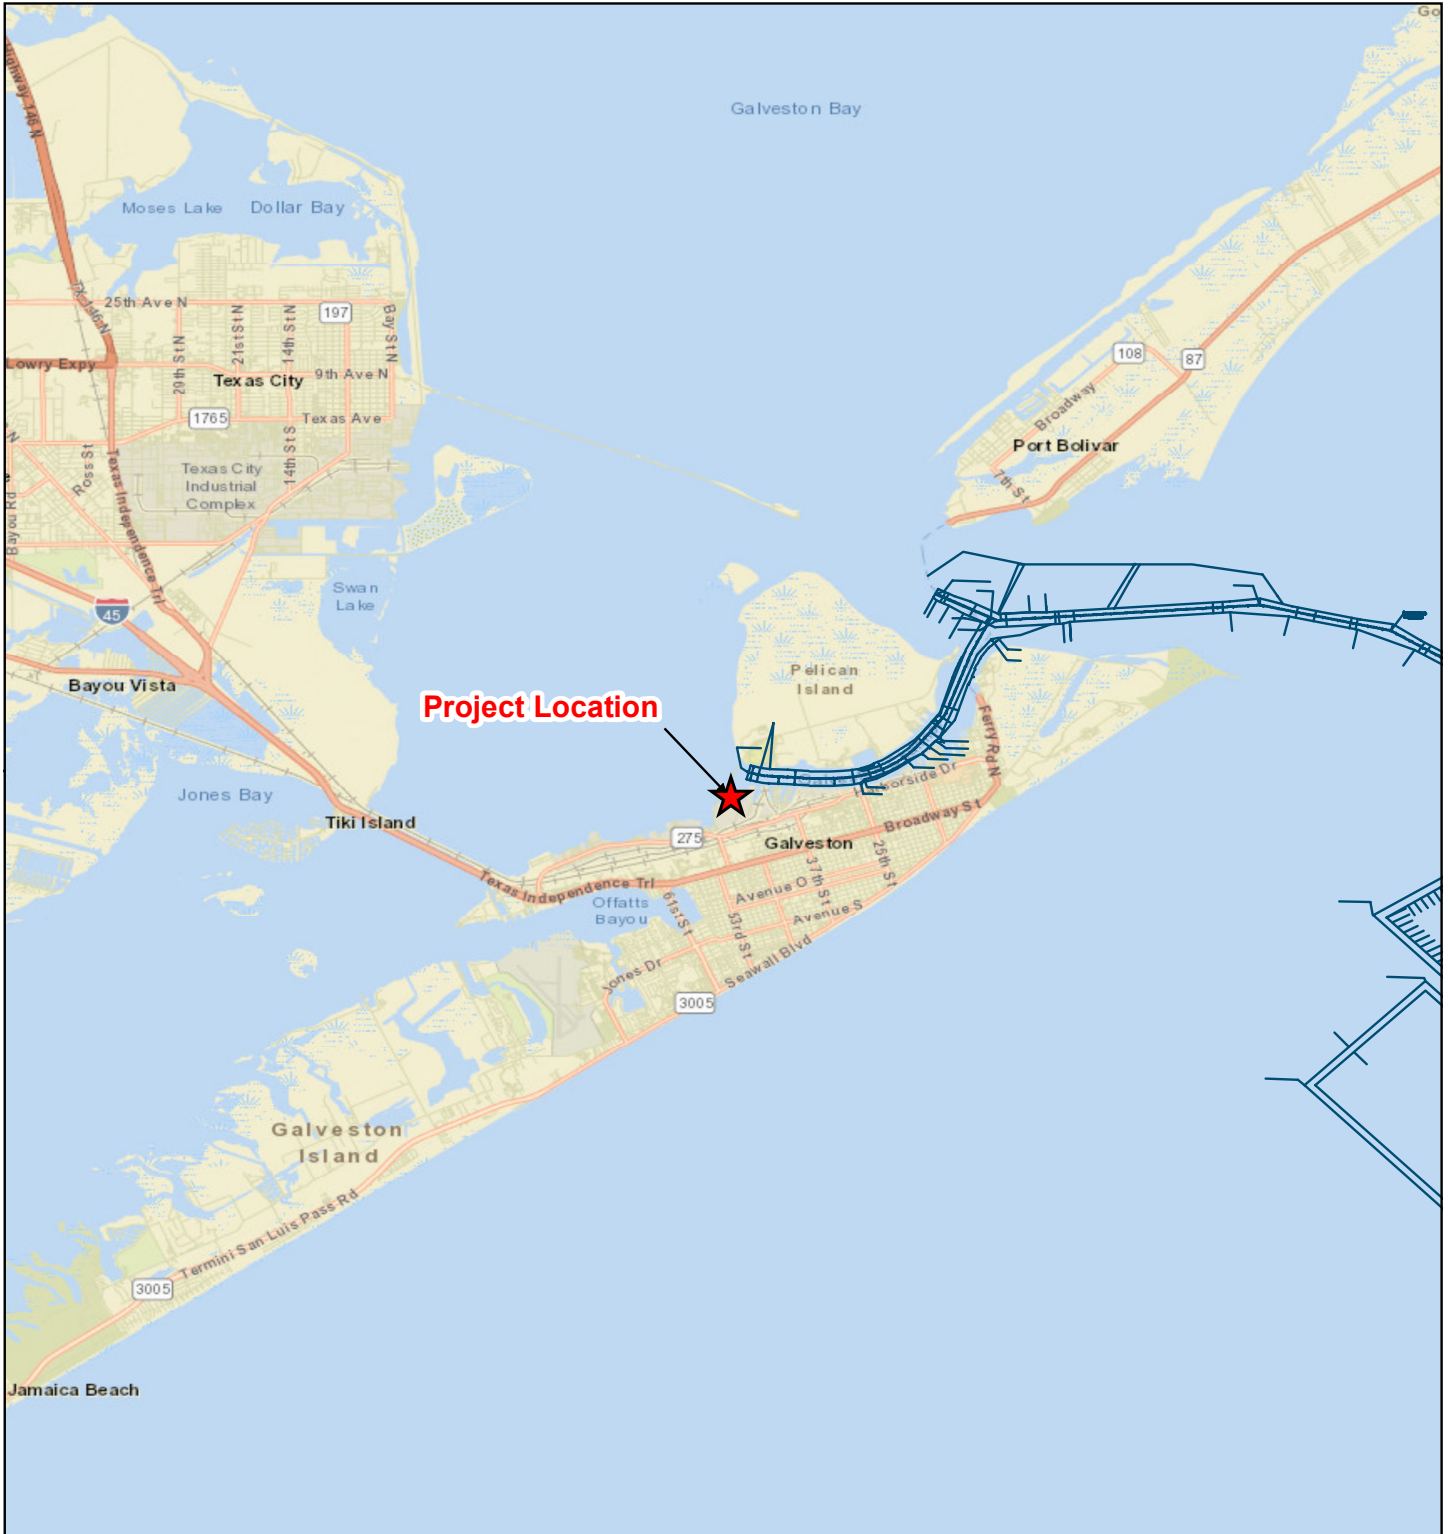 Go
Highway 146 N
Galveston Bay
Moses Lake
Dollar Bay
TX-146 N
25th Ave N
197
29th St N
21st St N
14th St N
Bay St N
Lowry Expy
Texas City
9th Ave N
108
87
Broadway
1765
Texas Ave
Port Bolivar
N
Ross St
14th St S
Texas City
Industrial
Complex
7th St
Bayou Rd
Texas Independence Trl
Swan
Lake
45
Pelican
Island
Bayou Vista
Project Location
Ferry Rd N
Jones Bay
Harborside Dr
Tiki Island
Broadway St
275
Galveston
25th St
37th St
Texas Independence Trl
Avenue O
Offatts
Bayou
61st St
53rd St
Avenue S
Seawall Blvd
Jones Dr
3005
Galveston
Island
Termini San Luis Pass Rd
3005
Jamaica Beach